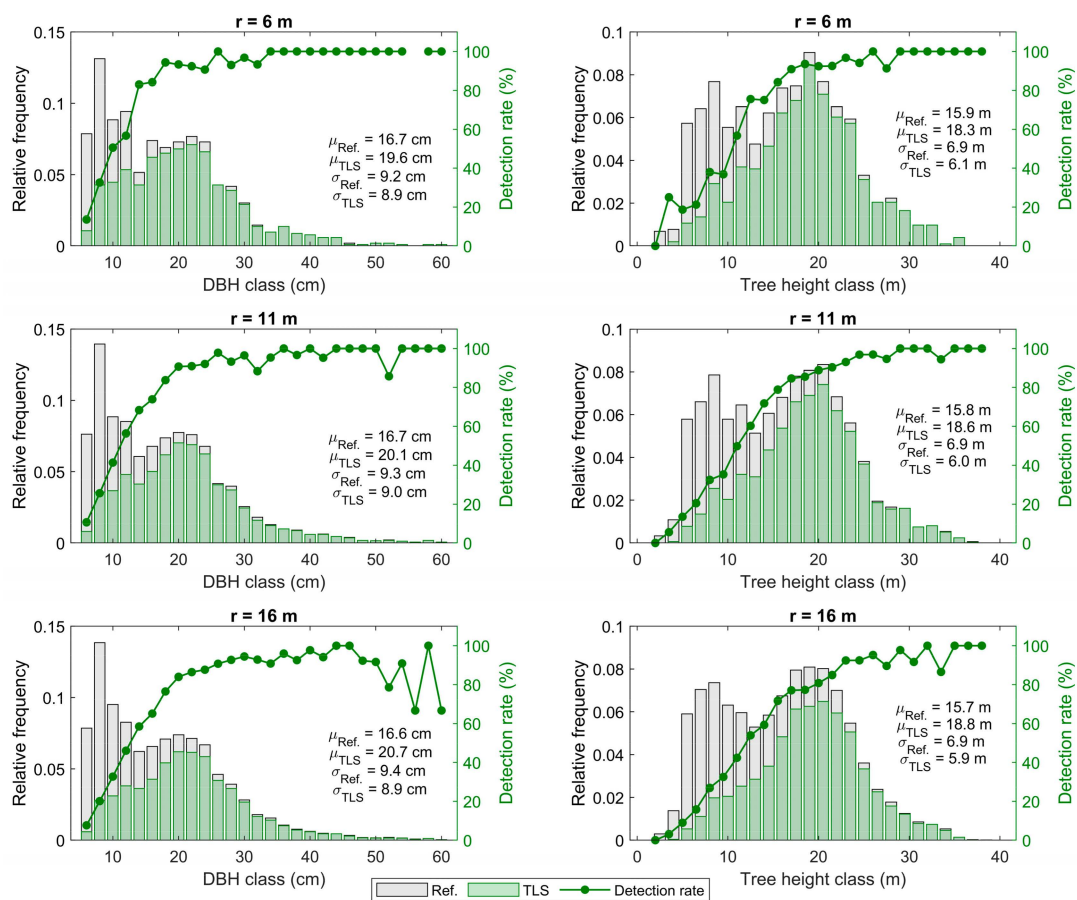 r = 6 m
0.15
0.1
0.05
0
Relative frequency
100
80
60
40
20
0
Detection rate (%)
μRef. = 16.7 cm
μTLS = 19.6 cm
σRef. = 9.2 cm
σTLS = 8.9 cm
10 20 30 40 50 60
DBH class (cm)
r = 6 m
0.1
0.08
0.06
0.04
0.02
0
Relative frequency
100
80
60
40
20
0
Detection rate (%)
μRef. = 15.9 m
μTLS = 18.3 m
σRef. = 6.9 m
σTLS = 6.1 m
0 10 20 30 40
Tree height class (m)
r = 11 m
0.15
0.1
0.05
0
Relative frequency
100
80
60
40
20
0
Detection rate (%)
μRef. = 16.7 cm
μTLS = 20.1 cm
σRef. = 9.3 cm
σTLS = 9.0 cm
10 20 30 40 50 60
DBH class (cm)
r = 11 m
0.1
0.08
0.06
0.04
0.02
0
Relative frequency
100
80
60
40
20
0
Detection rate (%)
μRef. = 15.8 m
μTLS = 18.6 m
σRef. = 6.9 m
σTLS = 6.0 m
0 10 20 30 40
Tree height class (m)
r = 16 m
0.15
0.1
0.05
0
Relative frequency
100
80
60
40
20
0
Detection rate (%)
μRef. = 16.6 cm
μTLS = 20.7 cm
σRef. = 9.4 cm
σTLS = 8.9 cm
10 20 30 40 50 60
DBH class (cm)
r = 16 m
0.1
0.08
0.06
0.04
0.02
0
Relative frequency
100
80
60
40
20
0
Detection rate (%)
μRef. = 15.7 m
μTLS = 18.8 m
σRef. = 6.9 m
σTLS = 5.9 m
0 10 20 30 40
Tree height class (m)
Ref. TLS Detection rate